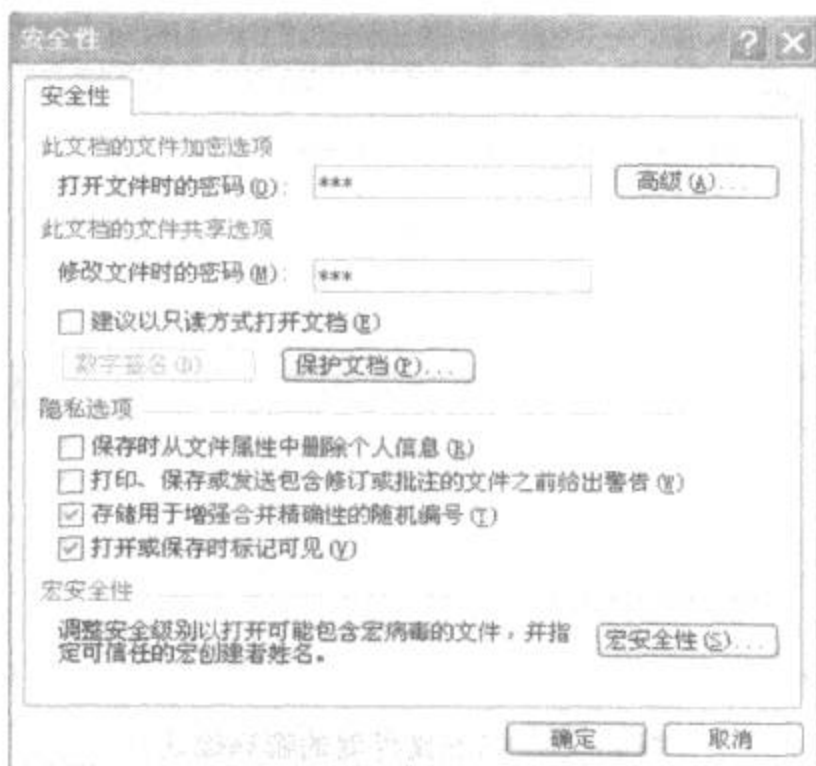 安全性
安全性
此文档的文件加密选项
打开文件时的密码(O): *** 高级(A)...
此文档的文件共享选项
修改文件时的密码(M): ***
建议以只读方式打开文档(E)
数字签名(D)... 保护文档(P)...
隐私选项
保存时从文件属性中删除个人信息(R)
打印、保存或发送包含修订或批注的文件之前给出警告(W)
存储用于增强合并精确性的随机编号(T)
打开或保存时标记可见(V)
宏安全性
调整安全级别以打开可能包含宏病毒的文件，并指
定可信任的宏创建者姓名。 宏安全性(S)...
确定 取消